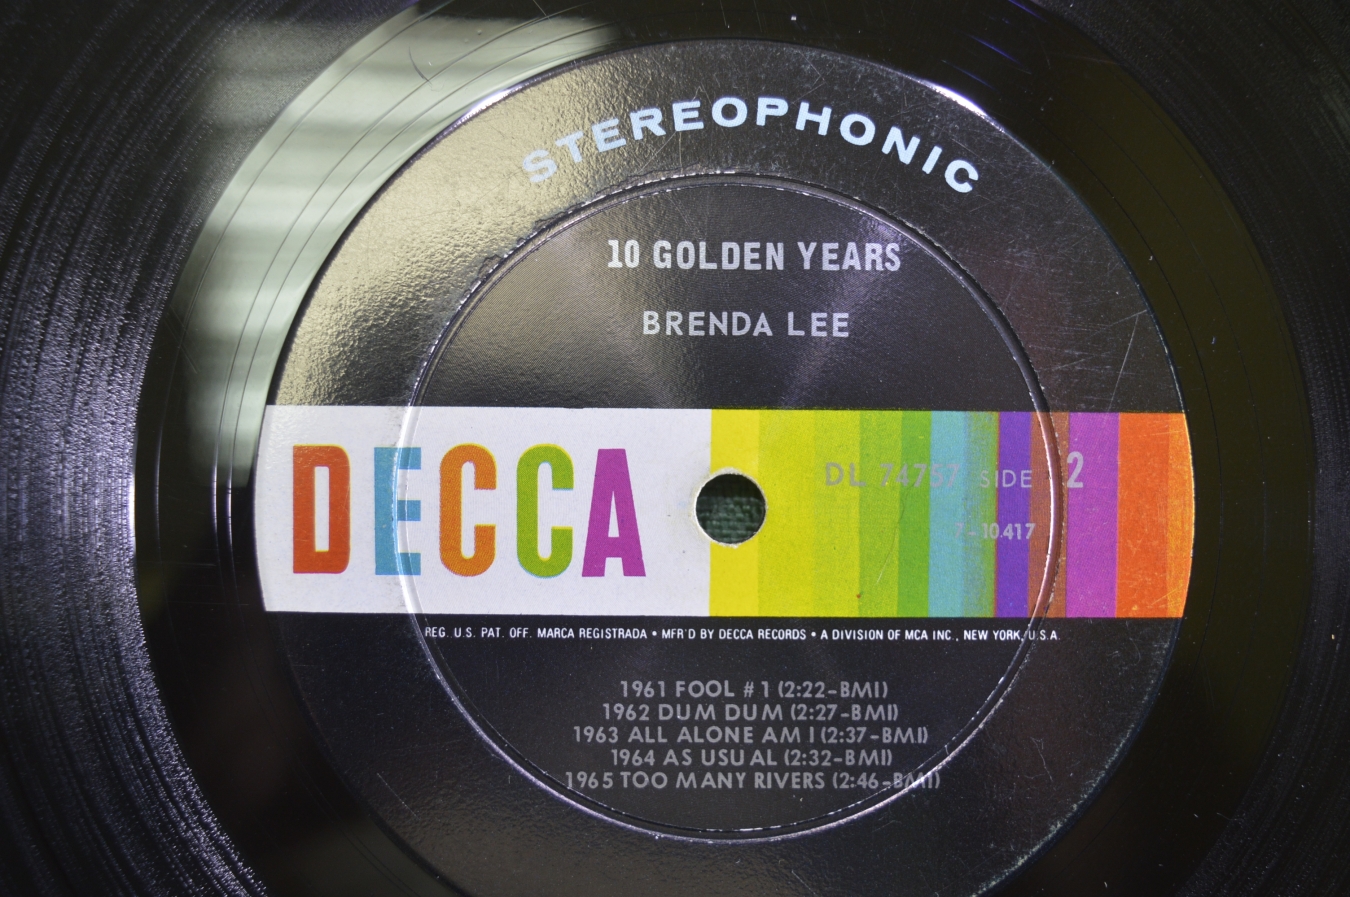 STEREOPHONIC
10 GOLDEN YEARS
BRENDA LEE
DECCA
DL 74757 SIDE 2
7-10417
REG. U.S. PAT. OFF. MARCA REGISTRADA • MFR'D BY DECCA RECORDS • A DIVISION OF MCA INC., NEW YORK, U.S.A.
1961 FOOL # 1 (2:22-BMI)
1962 DUM DUM (2:27-BMI)
1963 ALL ALONE AM I (2:37-BMI)
1964 AS USUAL (2:32-BMI)
1965 TOO MANY RIVERS (2:46-BMI)